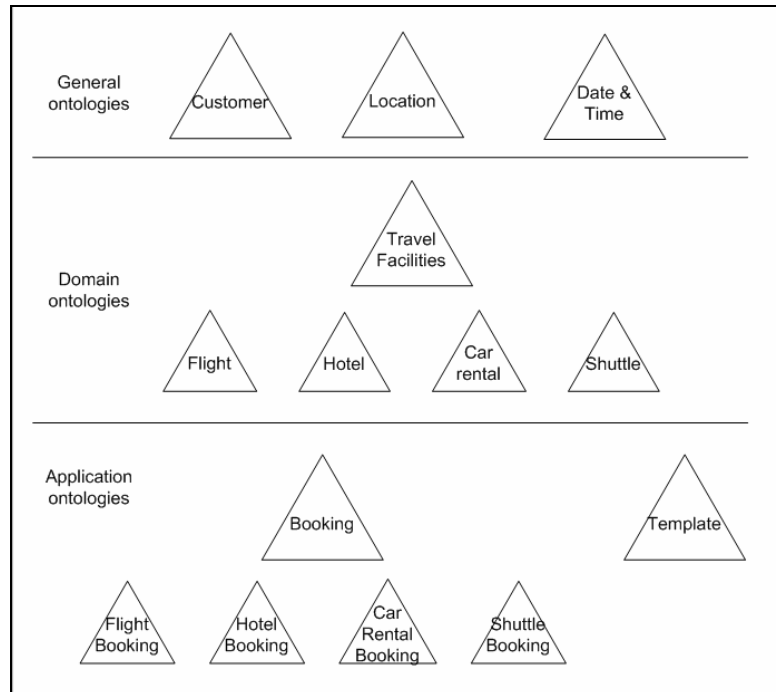 General
ontologies
Customer
Location
Date &
Time
Travel
Facilities
Domain
ontologies
Flight
Hotel
Car
rental
Shuttle
Application
ontologies
Booking
Template
Flight
Booking
Hotel
Booking
Car
Rental
Booking
Shuttle
Booking